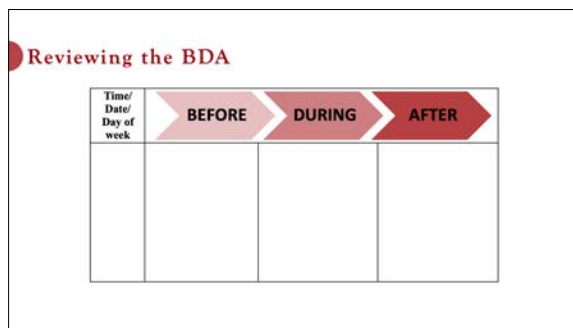 Reviewing the BDA
Time/
Date/
Day of
week
BEFORE
DURING
AFTER